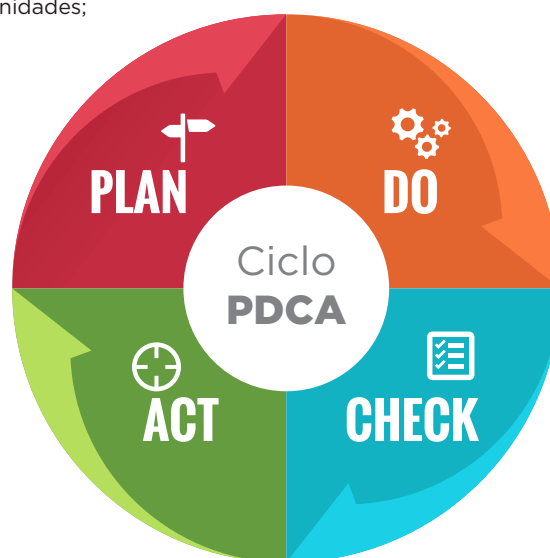 nidades;
PLAN
DO
Ciclo
PDCA
ACT
CHECK